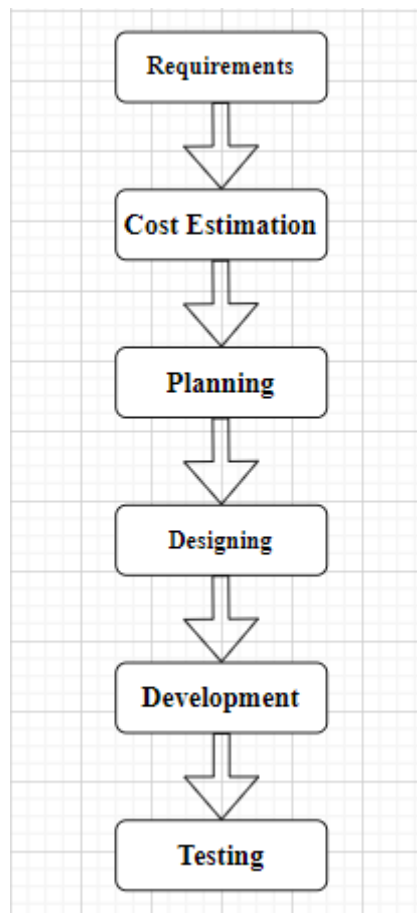 Requirements
Cost Estimation
Planning
Designing
Development
Testing